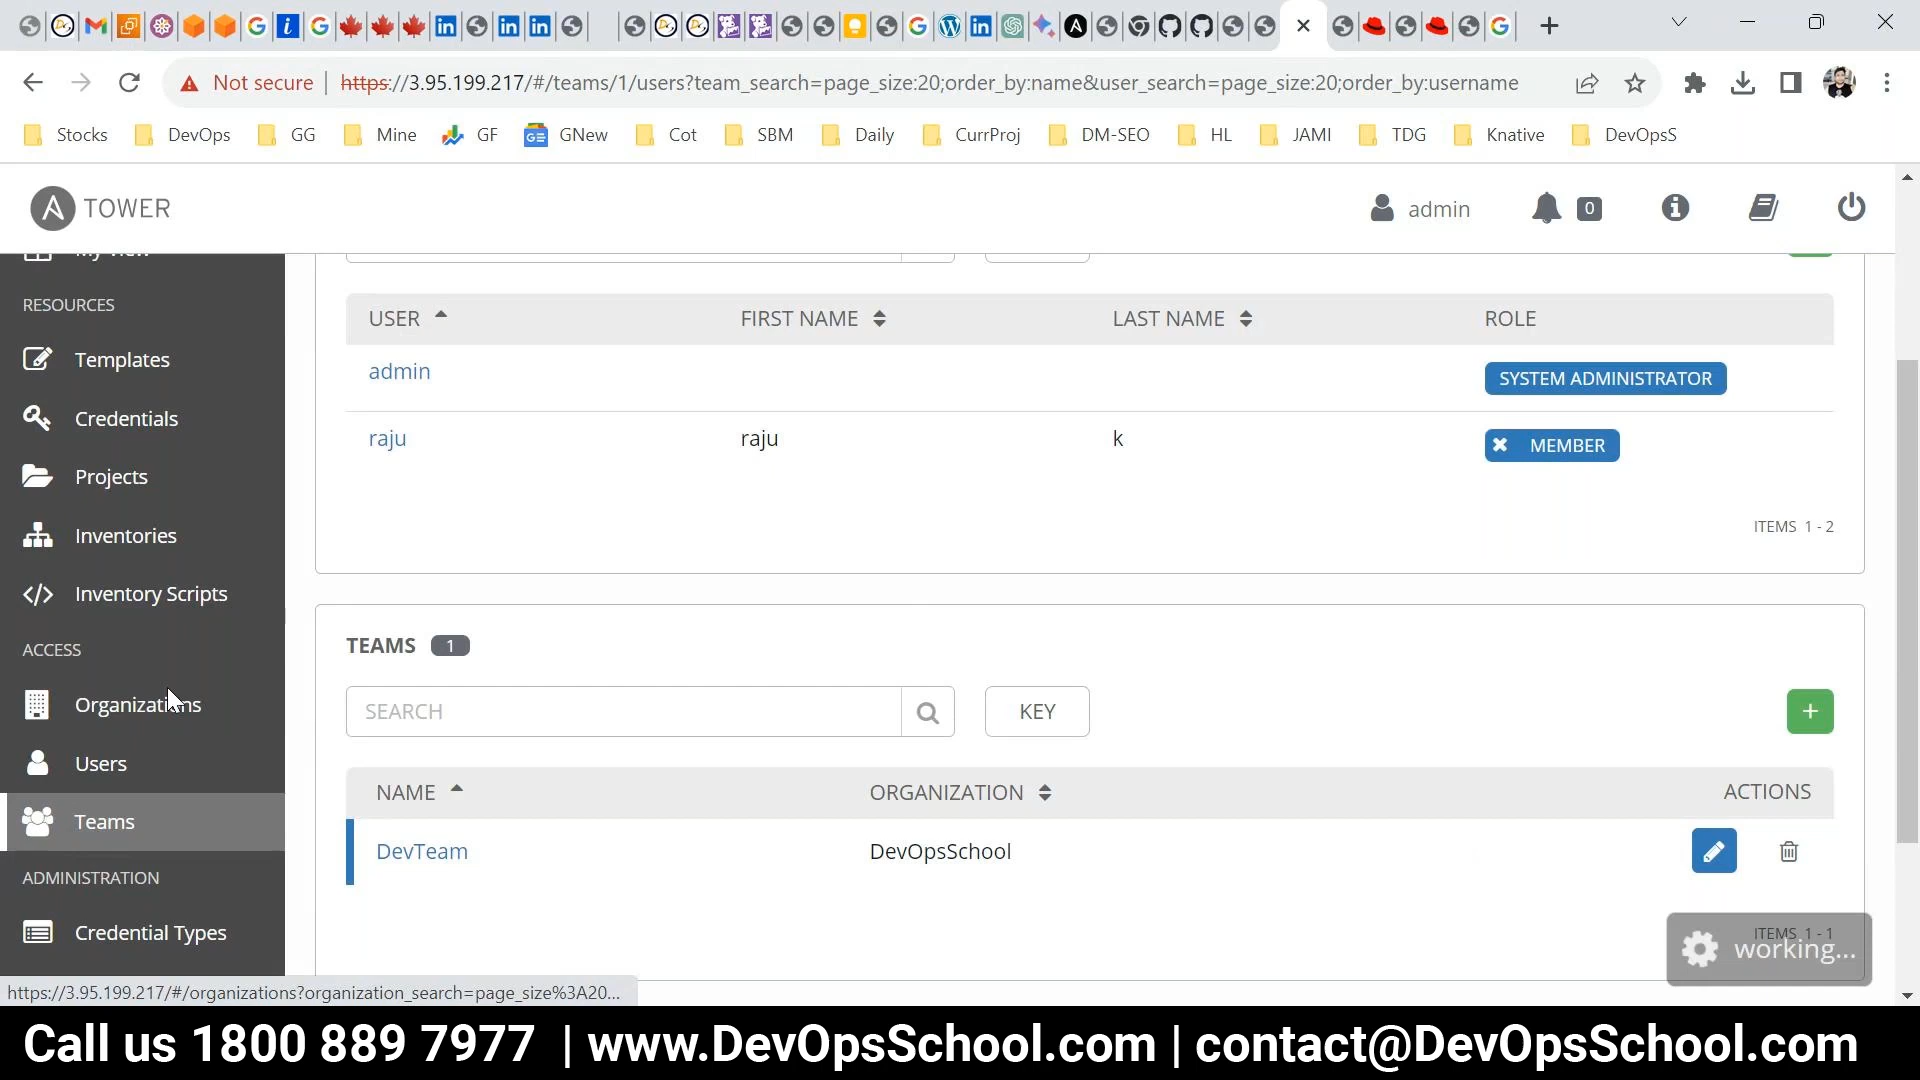 Not secure
https://3.95.199.217/#/teams/1/users?team_search=page_size:20;order_by:name&user_search=page_size:20;order_by:username
Stocks
DevOps
GG
Mine
GF
GNew
Cot
SBM
Daily
CurrProj
DM-SEO
HL
JAMI
TDG
Knative
DevOpsS
TOWER
admin
0
My View
RESOURCES
Templates
Credentials
Projects
Inventories
Inventory Scripts
ACCESS
Organizations
Users
Teams
ADMINISTRATION
Credential Types
USER
FIRST NAME
LAST NAME
ROLE
admin
SYSTEM ADMINISTRATOR
raju
raju
k
MEMBER
ITEMS 1 - 2
TEAMS 1
SEARCH
KEY
+
NAME
ORGANIZATION
ACTIONS
DevTeam
DevOpsSchool
ITEMS 1 - 1
working...
https://3.95.199.217/#/organizations?organization_search=page_size%3A20...
Call us 1800 889 7977 | www.DevOpsSchool.com | contact@DevOpsSchool.com